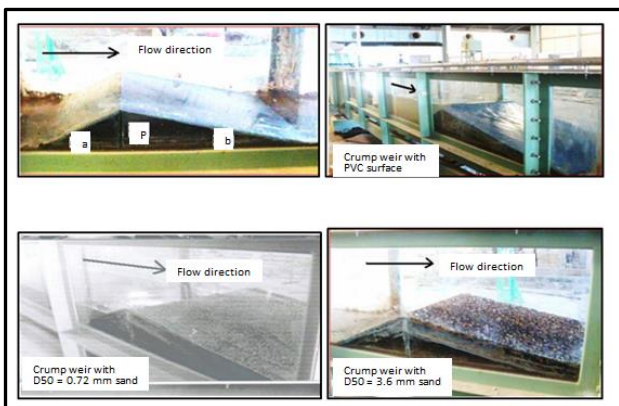 Flow direction
a
P
b
Crump weir with
PVC surface
Flow direction
Crump weir with
D50 = 0.72 mm sand
Flow direction
Crump weir with
D50 = 3.6 mm sand